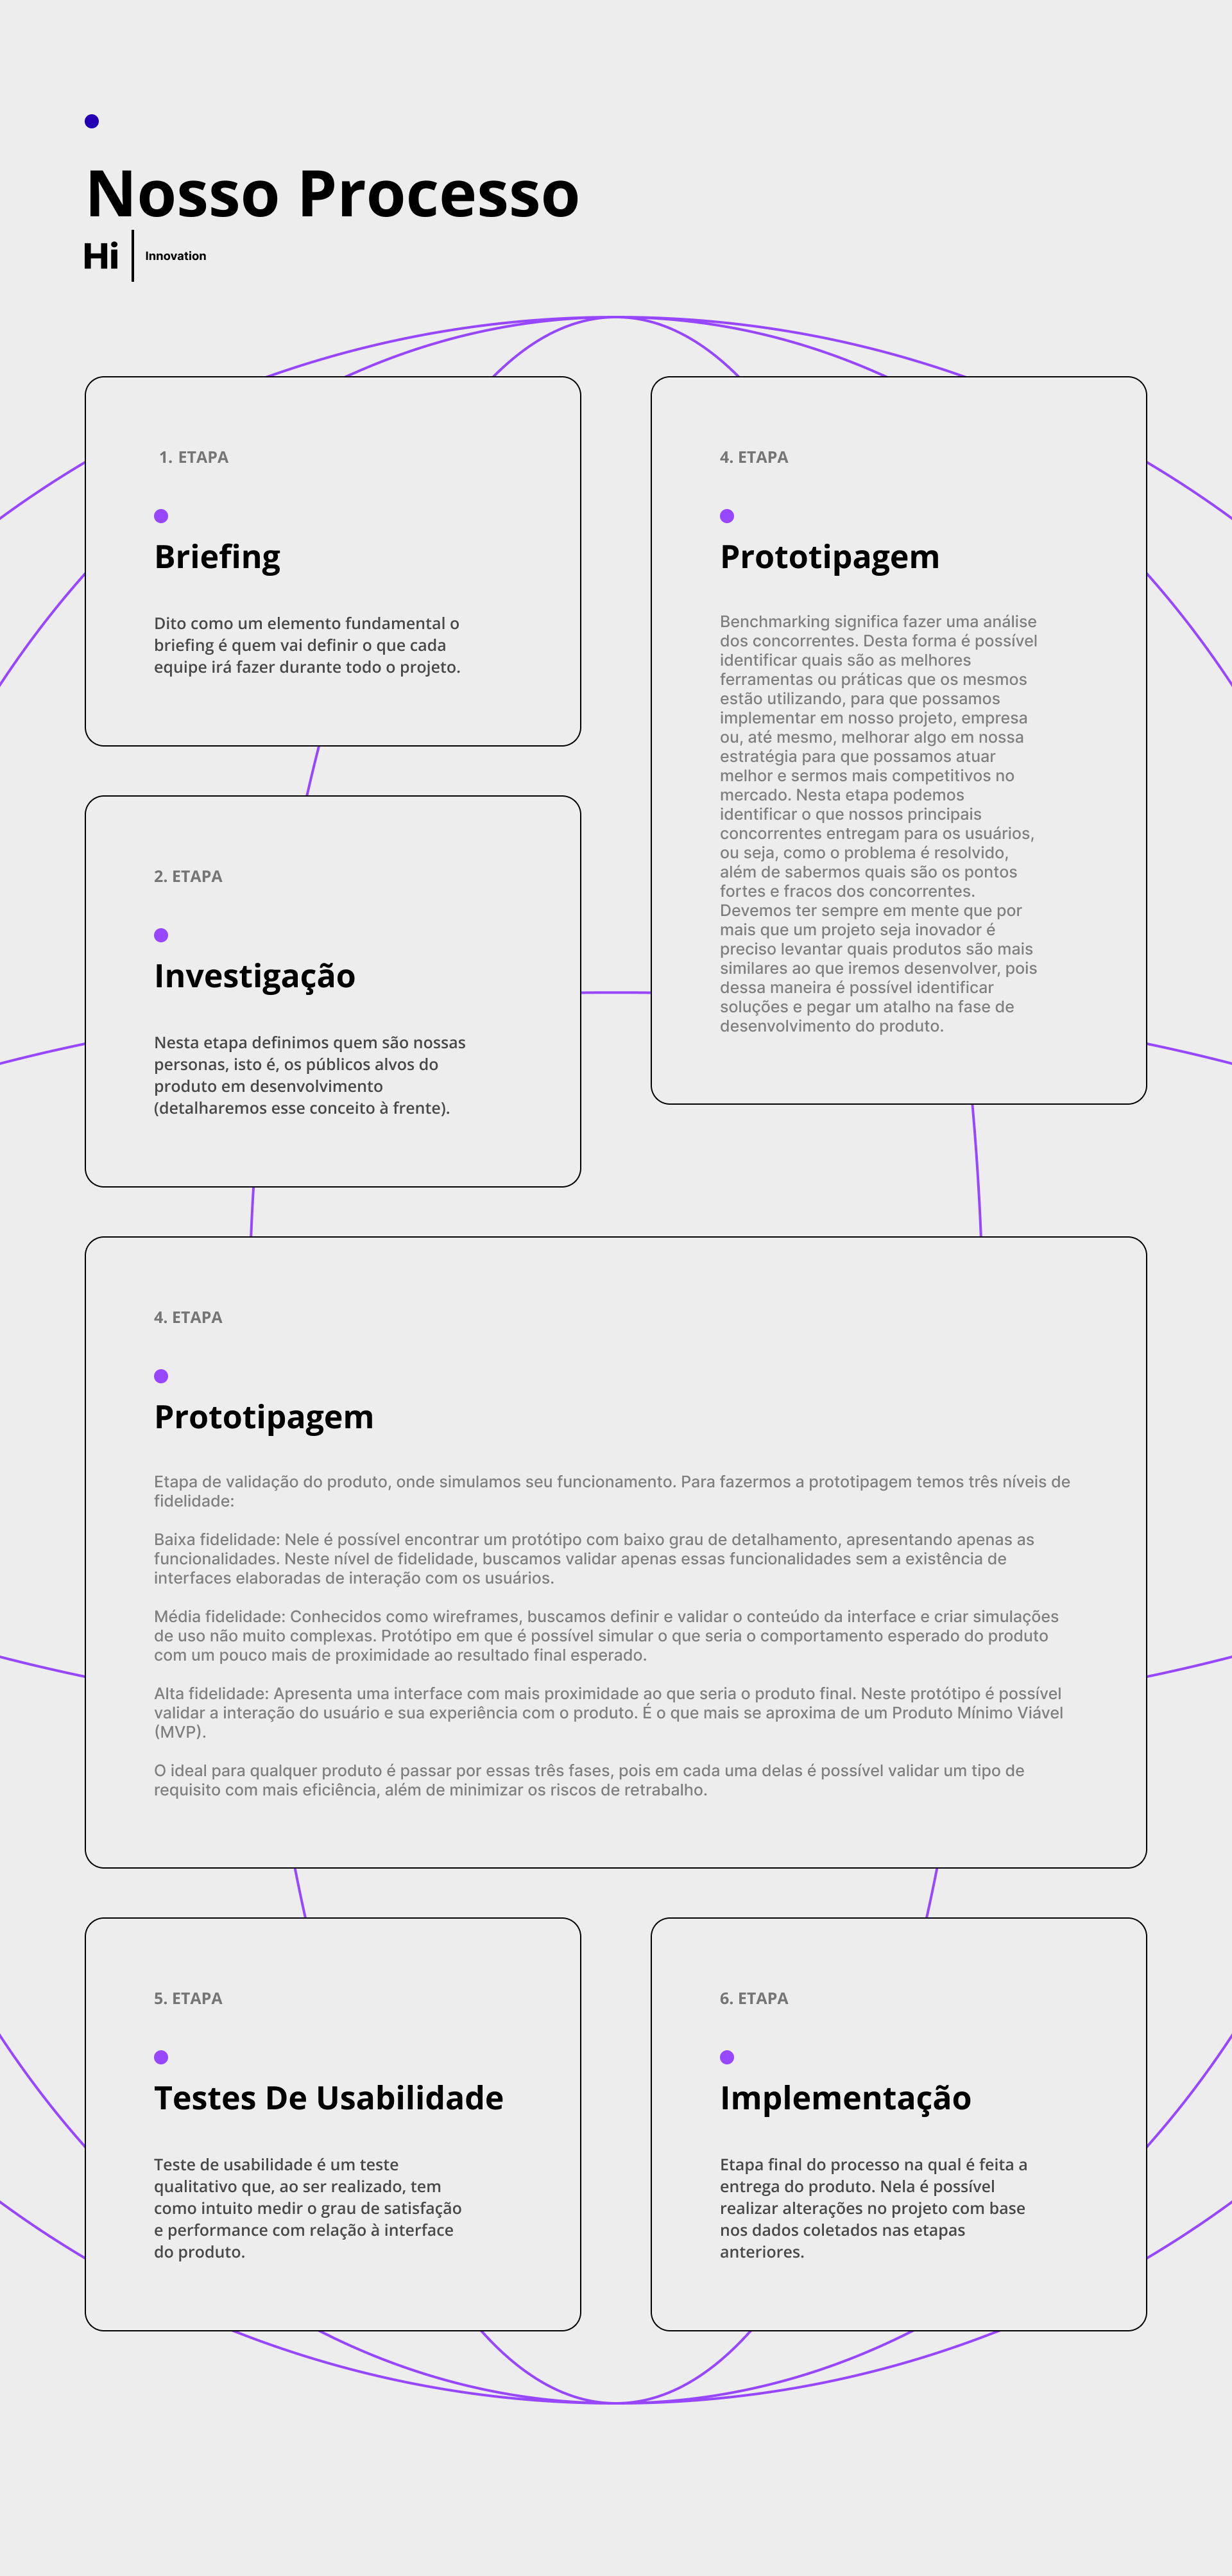 Nosso Processo
Hi
Innovation
1. ETAPA
Briefing
Dito como um elemento fundamental o
briefing é quem vai definir o que cada
equipe irá fazer durante todo o projeto.
2. ETAPA
Investigação
Nesta etapa definimos quem são nossas
personas, isto é, os públicos alvos do
produto em desenvolvimento
(detalharemos esse conceito à frente).
4. ETAPA
Prototipagem
Benchmarking significa fazer uma análise
dos concorrentes. Desta forma é possível
identificar quais são as melhores
ferramentas ou práticas que os mesmos
estão utilizando, para que possamos
implementar em nosso projeto, empresa
ou, até mesmo, melhorar algo em nossa
estratégia para que possamos atuar
melhor e sermos mais competitivos no
mercado. Nesta etapa podemos
identificar o que nossos principais
concorrentes entregam para os usuários,
ou seja, como o problema é resolvido,
além de sabermos quais são os pontos
fortes e fracos dos concorrentes.
Devemos ter sempre em mente que por
mais que um projeto seja inovador é
preciso levantar quais produtos são mais
similares ao que iremos desenvolver, pois
dessa maneira é possível identificar
soluções e pegar um atalho na fase de
desenvolvimento do produto.
4. ETAPA
Prototipagem
Etapa de validação do produto, onde simulamos seu funcionamento. Para fazermos a prototipagem temos três níveis de
fidelidade:
Baixa fidelidade: Nele é possível encontrar um protótipo com baixo grau de detalhamento, apresentando apenas as
funcionalidades. Neste nível de fidelidade, buscamos validar apenas essas funcionalidades sem a existência de
interfaces elaboradas de interação com os usuários.
Média fidelidade: Conhecidos como wireframes, buscamos definir e validar o conteúdo da interface e criar simulações
de uso não muito complexas. Protótipo em que é possível simular o que seria o comportamento esperado do produto
com um pouco mais de proximidade ao resultado final esperado.
Alta fidelidade: Apresenta uma interface com mais proximidade ao que seria o produto final. Neste protótipo é possível
validar a interação do usuário e sua experiência com o produto. É o que mais se aproxima de um Produto Mínimo Viável
(MVP).
O ideal para qualquer produto é passar por essas três fases, pois em cada uma delas é possível validar um tipo de
requisito com mais eficiência, além de minimizar os riscos de retrabalho.
5. ETAPA
Testes De Usabilidade
Teste de usabilidade é um teste
qualitativo que, ao ser realizado, tem
como intuito medir o grau de satisfação
e performance com relação à interface
do produto.
6. ETAPA
Implementação
Etapa final do processo na qual é feita a
entrega do produto. Nela é possível
realizar alterações no projeto com base
nos dados coletados nas etapas
anteriores.